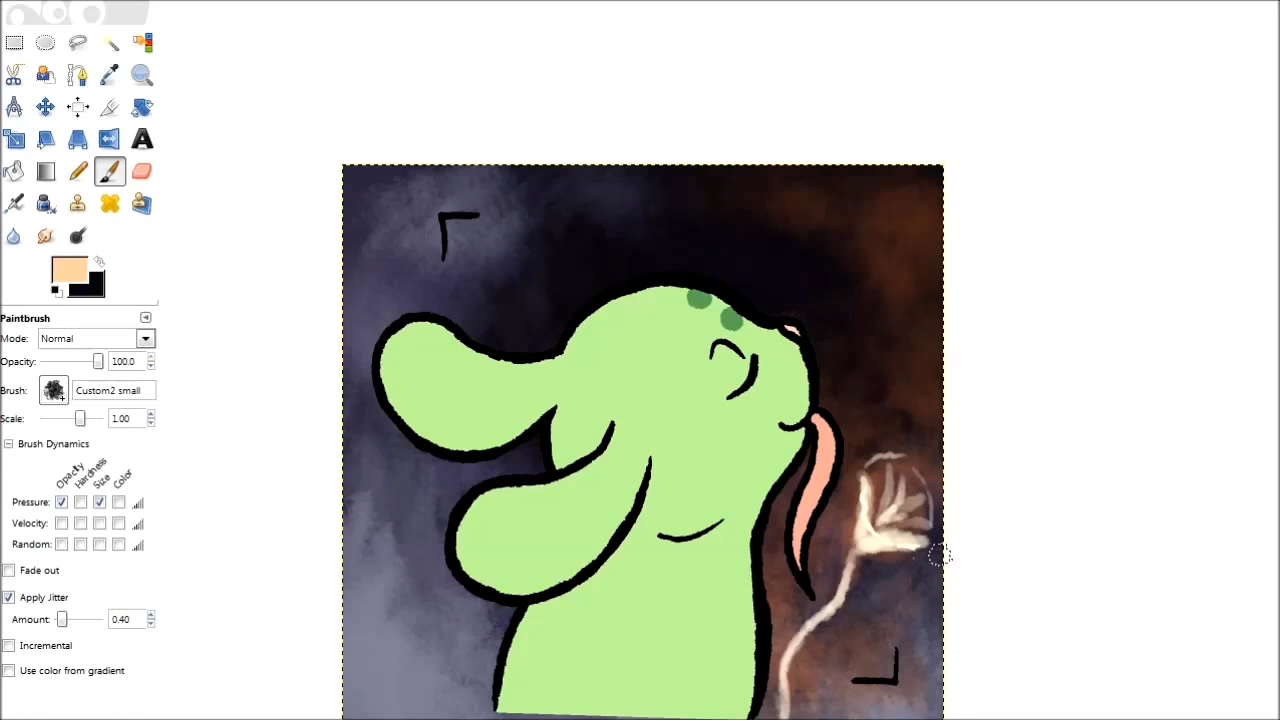 Paintbrush
Mode: Normal
Opacity: 100.0
Brush: Custom2 small
Scale: 1.00
Brush Dynamics
Opacity Hardness Size Color
Pressure:
Velocity:
Random:
Fade out
Apply Jitter
Amount: 0.40
Incremental
Use color from gradient